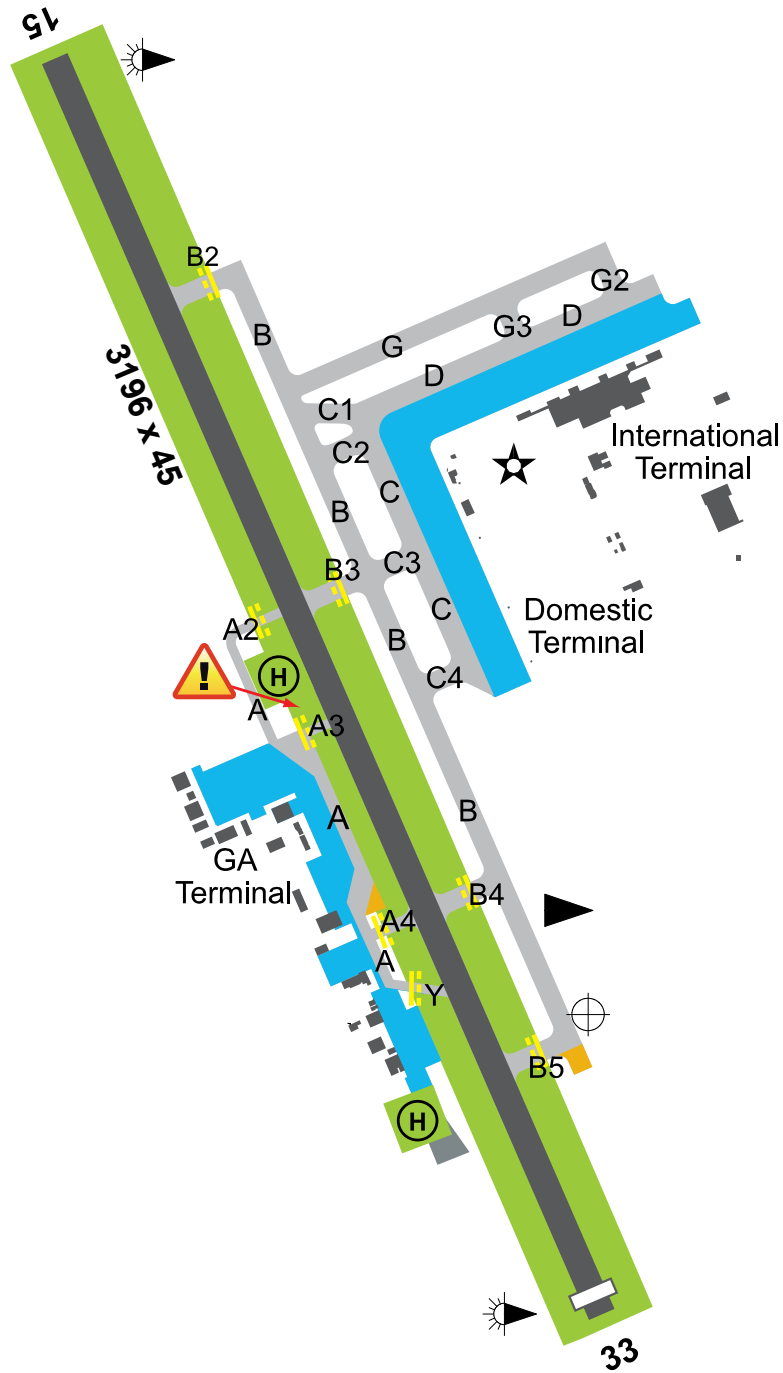 15
B2
G2
B
G3
D
G
D
3196 x 45
C1
International
Terminal
C2
C
B
C3
B3
C
Domestic
Terminal
A2
B
H
C4
!
A
A3
B
A
GA
Terminal
B4
A4
A
Y
B5
H
33